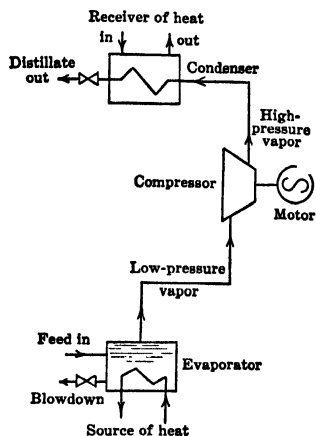 Receiver of heat
in
out
Distillate
out
Condenser
High-
pressure
vapor
Compressor
Motor
Low-pressure
vapor
Feed in
Evaporator
Blowdown
Source of heat